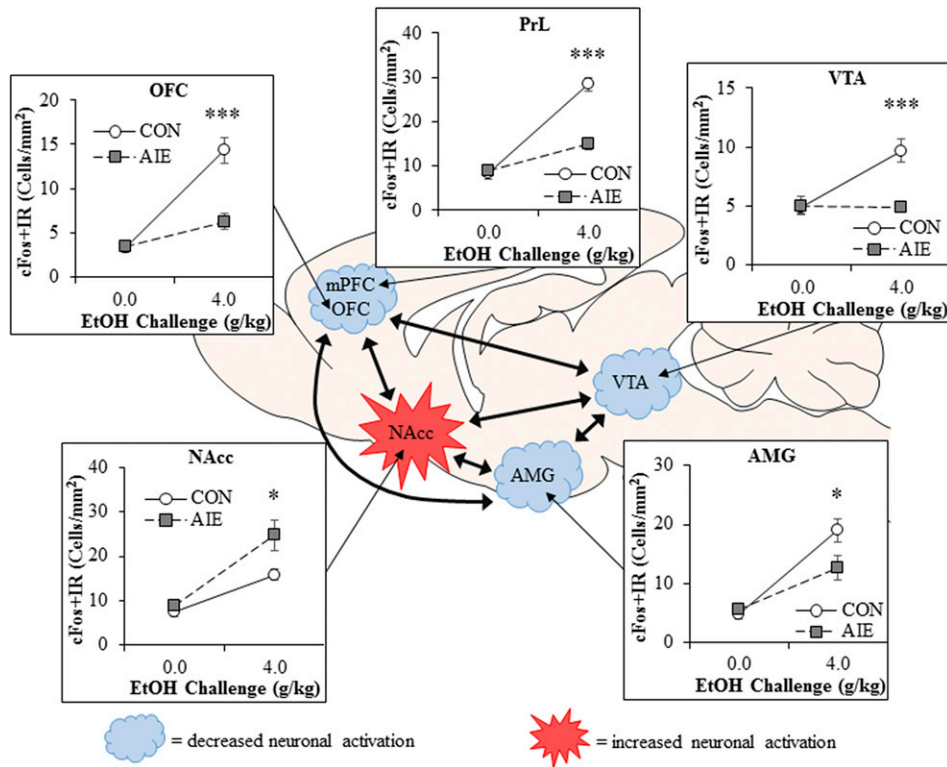 PrL
cFos+IR (Cells/mm²)
40
30
20
10
0
***
CON
AIE
0.0
4.0
EtOH Challenge (g/kg)
OFC
cFos+IR (Cells/mm²)
20
15
10
5
0
***
CON
AIE
0.0
4.0
EtOH Challenge (g/kg)
VTA
cFos+IR (Cells/mm²)
15
10
5
0
***
CON
AIE
0.0
4.0
EtOH Challenge (g/kg)
mPFC
OFC
VTA
NAcc
AMG
NAcc
cFos+IR (Cells/mm²)
40
30
20
10
0
*
CON
AIE
0.0
4.0
EtOH Challenge (g/kg)
AMG
cFos+IR (Cells/mm²)
30
20
10
0
*
CON
AIE
0.0
4.0
EtOH Challenge (g/kg)
= decreased neuronal activation
= increased neuronal activation